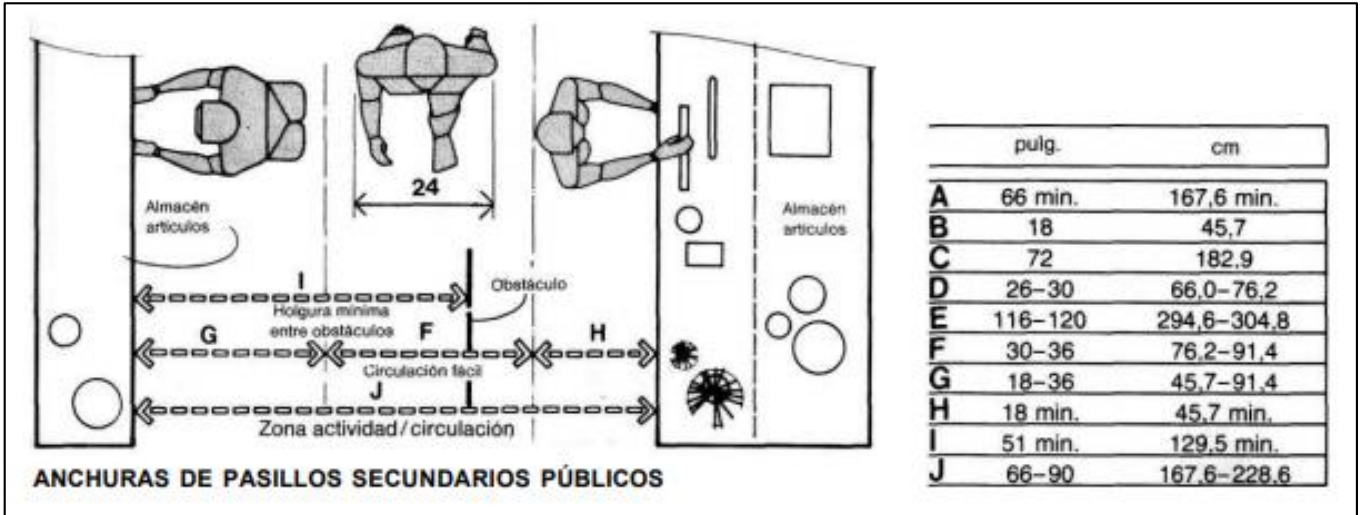 24
Almacén
artículos
Almacén
artículos
I
Obstáculo
Holgura mínima
entre obstáculos
G
F
H
Circulación fácil
J
Zona actividad/circulación
ANCHURAS DE PASILLOS SECUNDARIOS PÚBLICOS
pulg. cm
A 66 min. 167,6 min.
B 18 45,7
C 72 182,9
D 26–30 66,0–76,2
E 116–120 294,6–304,8
F 30–36 76,2–91,4
G 18–36 45,7–91,4
H 18 min. 45,7 min.
I 51 min. 129,5 min.
J 66–90 167,6–228,6